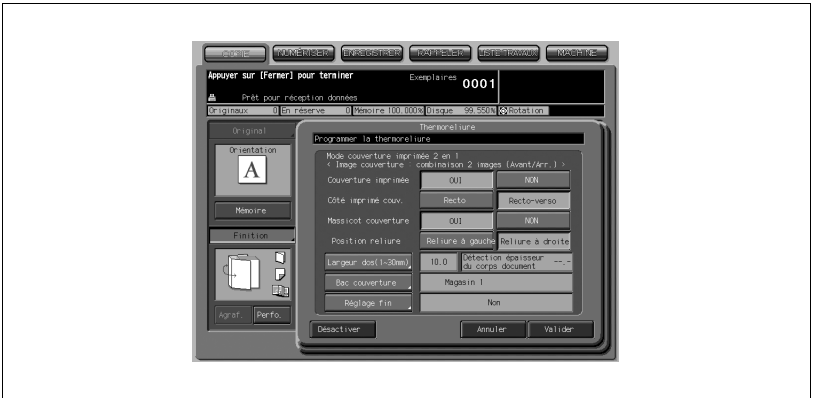 COPIE NUMÉRISER ENREGISTRER RAPPELER LISTE TRAVAUX MACHINE
Appuyer sur [Fermer] pour terminer
Exemplaires 0001
Prêt pour réception données
Originaux 0 En réserve 0 Mémoire 100.000% Disque 99.550% Rotation
Original
Thermoreliure
Programmer la thermoreliure
Orientation
A
Mémoire
Finition
Agraf. Perfo.
Mode couverture imprimée 2 en 1
< Image couverture : combinaison 2 images (Avant/Arr.) >
Couverture imprimée OUI NON
Côté imprimé couv. Recto Recto-verso
Massicot couverture OUI NON
Position reliure Reliure à gauche Reliure à droite
Largeur dos(1~30mm) 10.0 Détection épaisseur du corps document --.-
Bac couverture Magasin 1
Réglage fin Non
Désactiver Annuler Valider